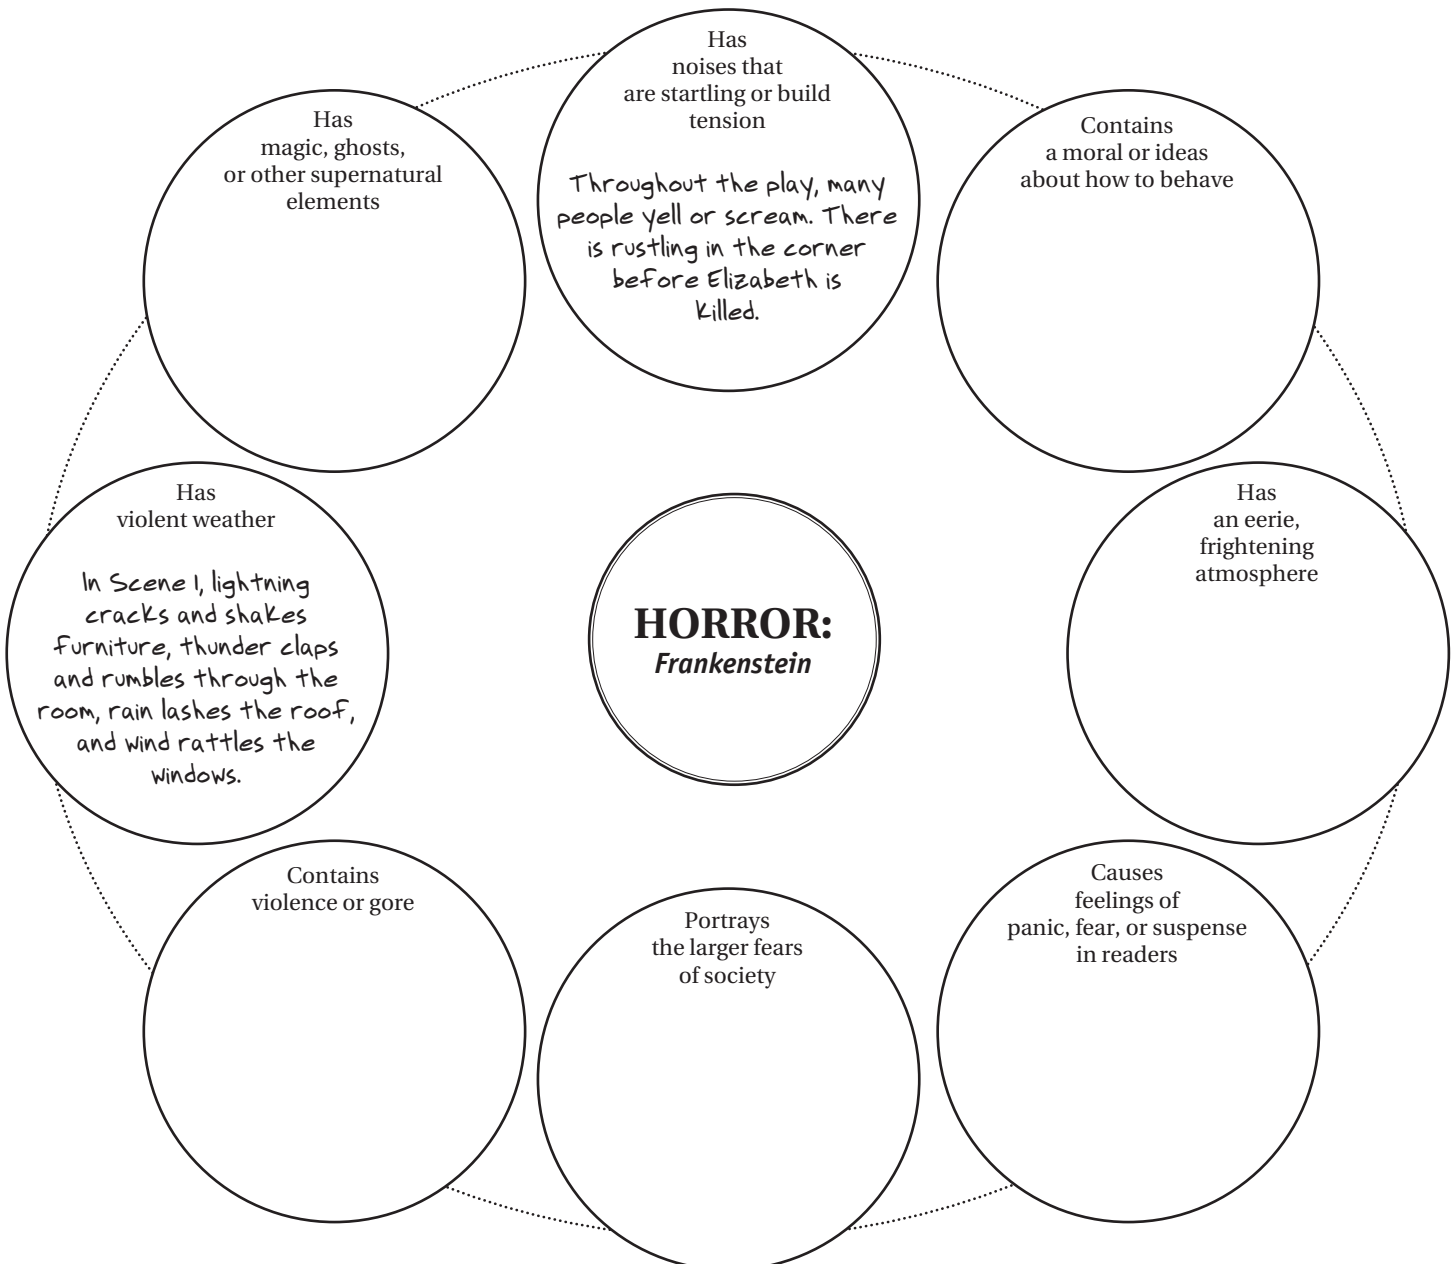 Has
noises that
are startling or build
tension
Throughout the play, many
people yell or scream. There
is rustling in the corner
before Elizabeth is
killed.
Has
magic, ghosts,
or other supernatural
elements
Contains
a moral or ideas
about how to behave
Has
violent weather
In Scene 1, lightning
cracks and shakes
furniture, thunder claps
and rumbles through the
room, rain lashes the roof,
and wind rattles the
windows.
HORROR:
Frankenstein
Has
an eerie,
frightening
atmosphere
Contains
violence or gore
Portrays
the larger fears
of society
Causes
feelings of
panic, fear, or suspense
in readers